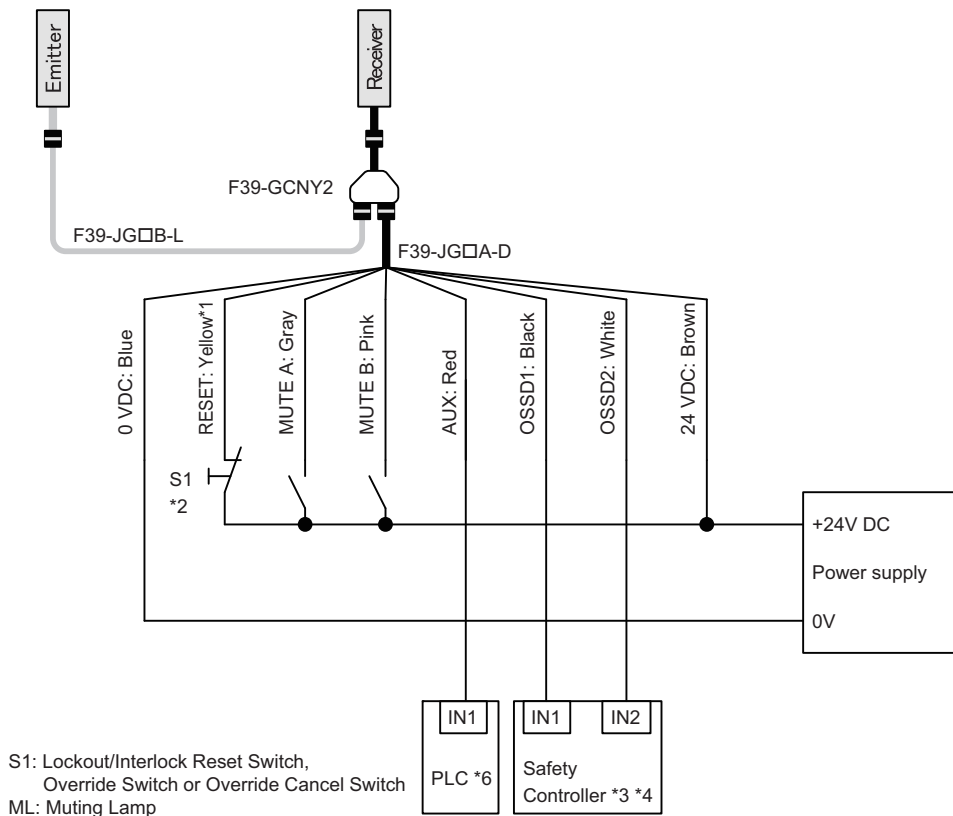 Emitter
Receiver
F39-GCNY2
F39-JG□B-L
F39-JG□A-D
0 VDC: Blue
RESET: Yellow*1
MUTE A: Gray
MUTE B: Pink
AUX: Red
OSSD1: Black
OSSD2: White
24 VDC: Brown
S1
*2
+24V DC
Power supply
0V
IN1
IN1
IN2
PLC *6
Safety
Controller *3 *4
S1: Lockout/Interlock Reset Switch,
Override Switch or Override Cancel Switch
ML: Muting Lamp